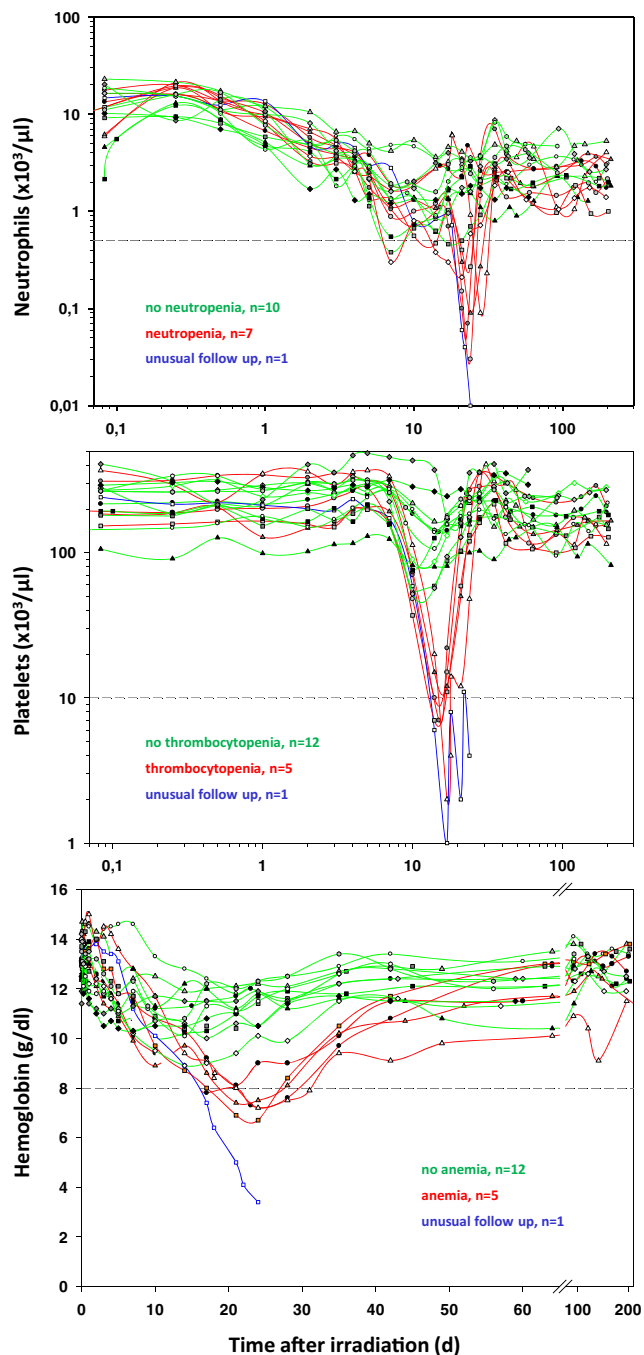 100
10
1
0,1
0,01
Neutrophils (x10³/µl)
no neutropenia, n=10
neutropenia, n=7
unusual follow up, n=1
0,1 1 10 100
100
10
1
Platelets (x10³/µl)
no thrombocytopenia, n=12
thrombocytopenia, n=5
unusual follow up, n=1
0,1 1 10 100
16
14
12
10
8
6
4
2
0
Hemoglobin (g/dl)
no anemia, n=12
anemia, n=5
unusual follow up, n=1
0 10 20 30 40 50 60 100 200
Time after irradiation (d)